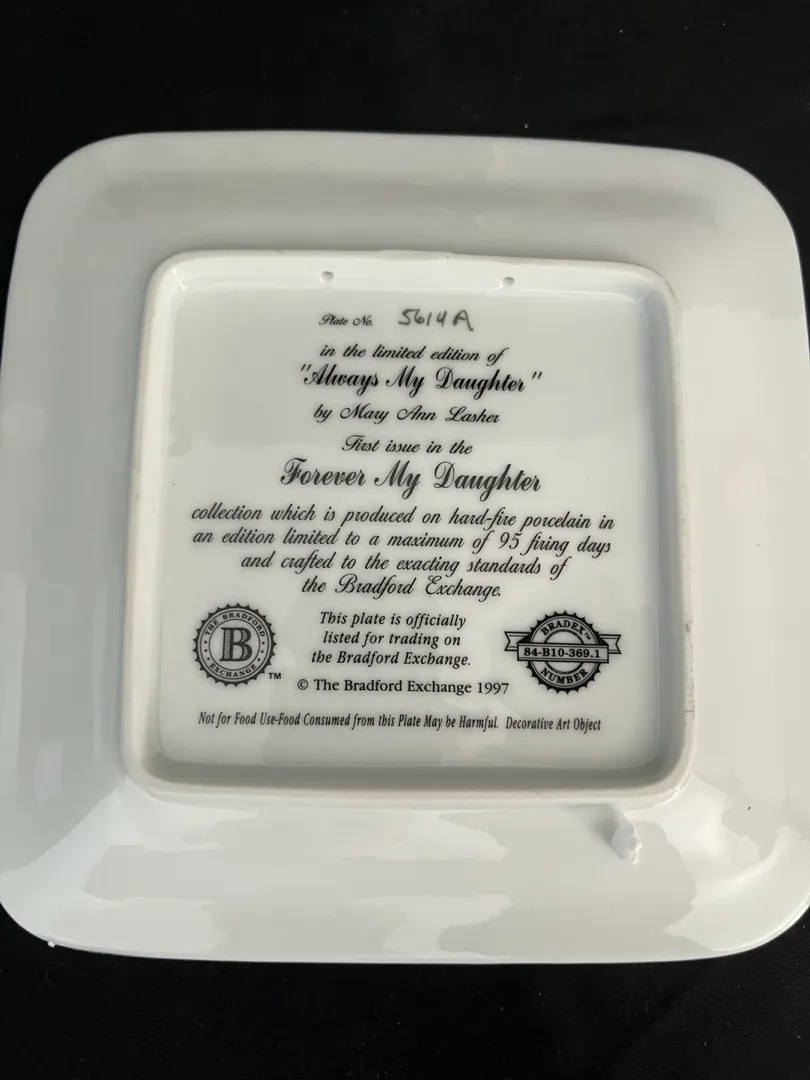 Plate No. 5614A
in the limited edition of
"Always My Daughter"
by Mary Ann Lasher
First issue in the
Forever My Daughter
collection which is produced on hard-fire porcelain in
an edition limited to a maximum of 95 firing days
and crafted to the exacting standards of
the Bradford Exchange.
THE BRADFORD
B
EXCHANGE
TM
This plate is officially
listed for trading on
the Bradford Exchange.
BRADEX™
84-B10-369.1
NUMBER
© The Bradford Exchange 1997
Not for Food Use-Food Consumed from this Plate May be Harmful. Decorative Art Object